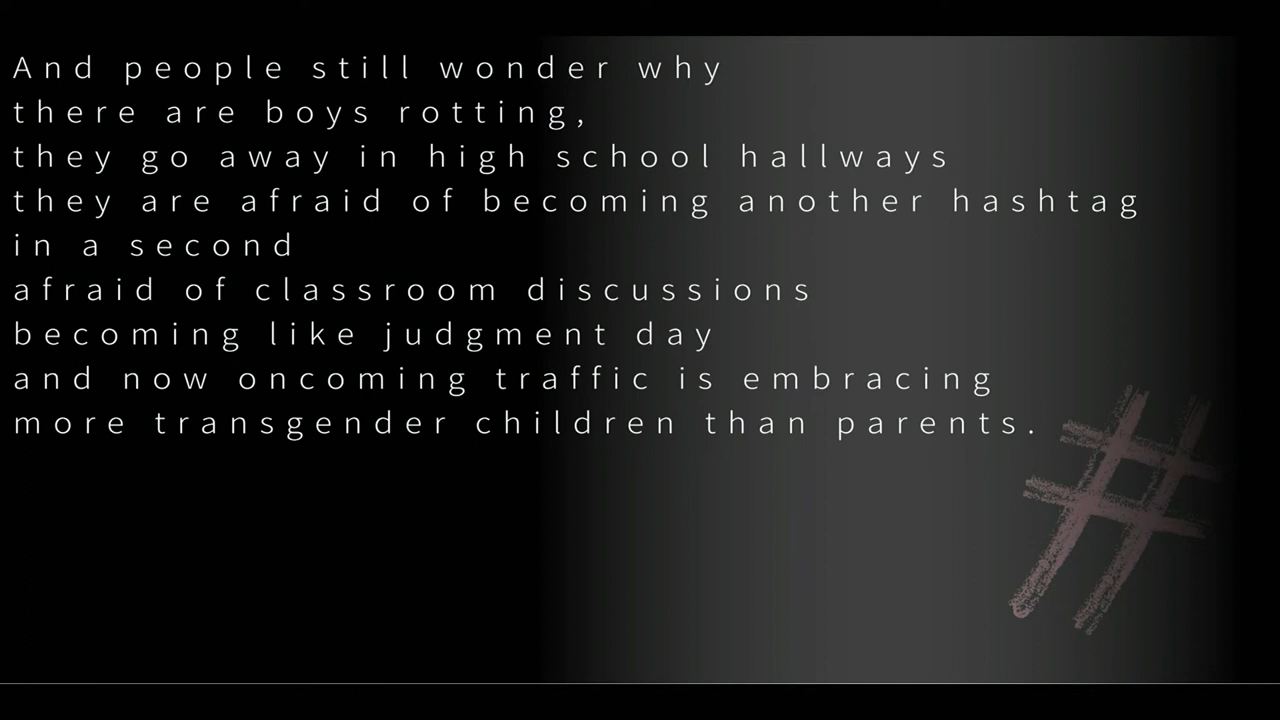 And people still wonder why
there are boys rotting,
they go away in high school hallways
they are afraid of becoming another hashtag
in a second
afraid of classroom discussions
becoming like judgment day
and now oncoming traffic is embracing
more transgender children than parents.
#